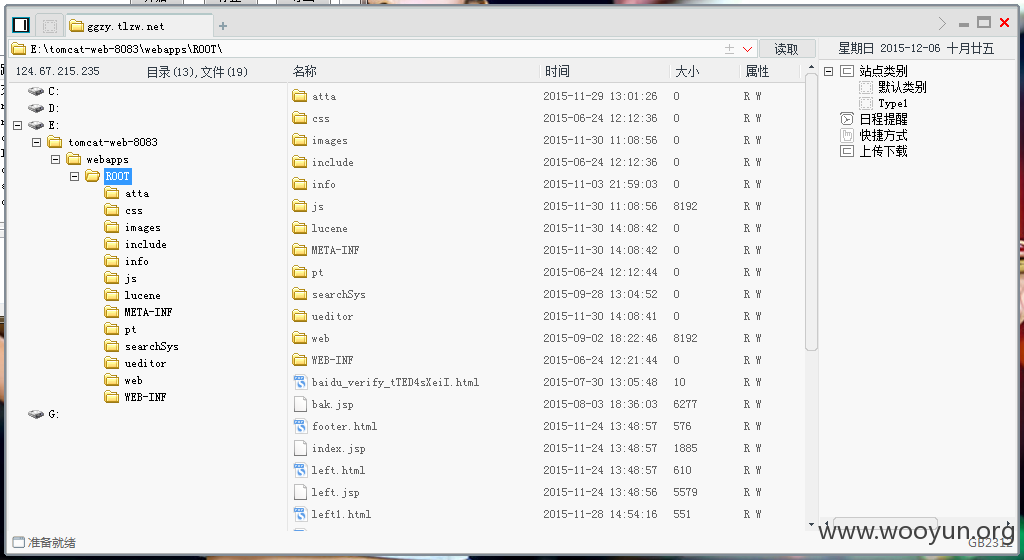 ggzy.tlzw.net
E:\tomcat-web-8083\webapps\ROOT\ 读取 星期日 2015-12-06 十月廿五
124.67.215.235 目录(13),文件(19) 名称 时间 大小 属性
C:
D:
E:
tomcat-web-8083
webapps
ROOT
atta
css
images
include
info
js
lucene
META-INF
pt
searchSys
ueditor
web
WEB-INF
G:
atta 2015-11-29 13:01:26 0 R W
css 2015-06-24 12:12:36 0 R W
images 2015-11-30 11:08:56 0 R W
include 2015-06-24 12:12:36 0 R W
info 2015-11-03 21:59:03 0 R W
js 2015-11-30 11:08:56 8192 R W
lucene 2015-11-30 14:08:42 0 R W
META-INF 2015-11-30 14:08:42 0 R W
pt 2015-06-24 12:12:44 0 R W
searchSys 2015-09-28 13:04:52 0 R W
ueditor 2015-11-30 14:08:41 0 R W
web 2015-09-02 18:22:46 8192 R W
WEB-INF 2015-06-24 12:21:44 0 R W
baidu_verify_tTED4sXeiI.html 2015-07-30 13:05:48 10 R W
bak.jsp 2015-08-03 18:36:03 6277 R W
footer.html 2015-11-24 13:48:57 576 R W
index.jsp 2015-11-24 13:48:57 1885 R W
left.html 2015-11-24 13:48:57 610 R W
left.jsp 2015-11-24 13:48:56 5579 R W
left1.html 2015-11-28 14:54:16 551 R W
站点类别
默认类别
Type1
日程提醒
快捷方式
上传下载
www.wooyun.org
准备就绪 GB2312